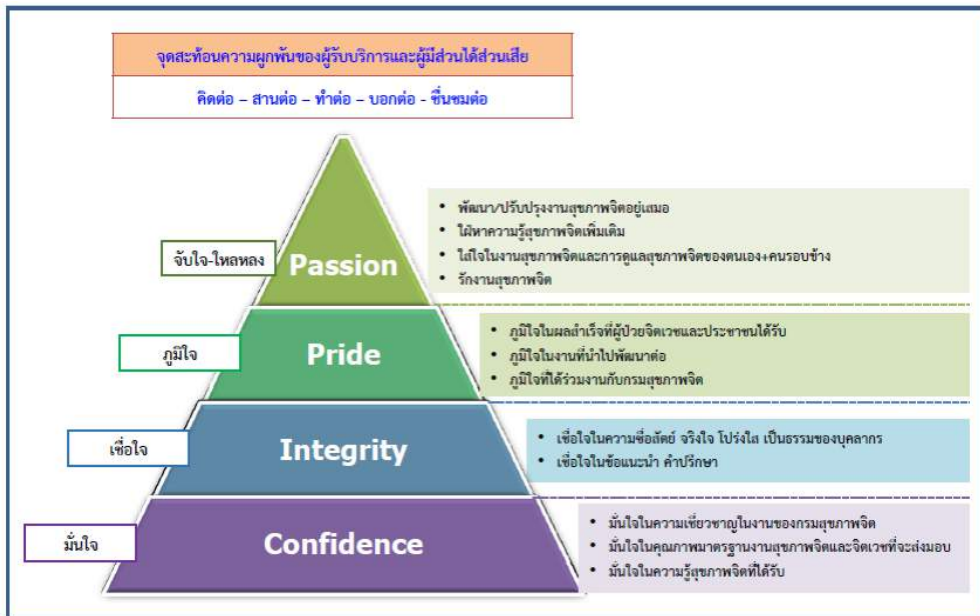 จุดสะท้อนความผูกพันของผู้รับบริการและผู้มีส่วนได้ส่วนเสีย
คิดต่อ – สานต่อ – ทำต่อ – บอกต่อ - ชื่นชมต่อ
จับใจ-ใหลหลง
Passion
• พัฒนา/ปรับปรุงงานสุขภาพจิตอยู่เสมอ
• ใฝ่หาความรู้สุขภาพจิตเพิ่มเติม
• ใส่ใจในงานสุขภาพจิตและการดูแลสุขภาพจิตของตนเอง+คนรอบข้าง
• รักงานสุขภาพจิต
ภูมิใจ
Pride
• ภูมิใจในผลสำเร็จที่ผู้ป่วยจิตเวชและประชาชนได้รับ
• ภูมิใจในงานที่นำไปพัฒนาต่อ
• ภูมิใจที่ได้ร่วมงานกับกรมสุขภาพจิต
เชื่อใจ
Integrity
• เชื่อใจในความซื่อสัตย์ จริงใจ โปร่งใส เป็นธรรมของบุคลากร
• เชื่อใจในข้อแนะนำ คำปรึกษา
มั่นใจ
Confidence
• มั่นใจในความเชี่ยวชาญในงานของกรมสุขภาพจิต
• มั่นใจในคุณภาพมาตรฐานงานสุขภาพจิตและจิตเวชที่จะส่งมอบ
• มั่นใจในความรู้สุขภาพจิตที่ได้รับ